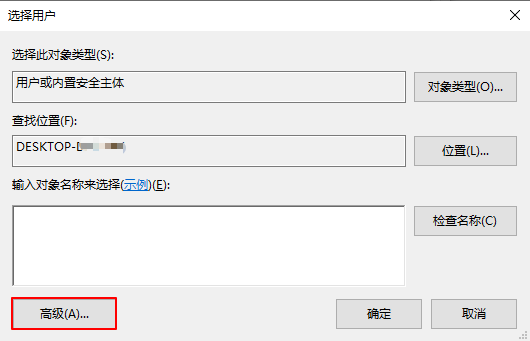 选择用户
选择此对象类型(S):
用户或内置安全主体
对象类型(O)...
查找位置(F):
DESKTOP-
位置(L)...
输入对象名称来选择(示例)(E):
检查名称(C)
高级(A)...
确定
取消